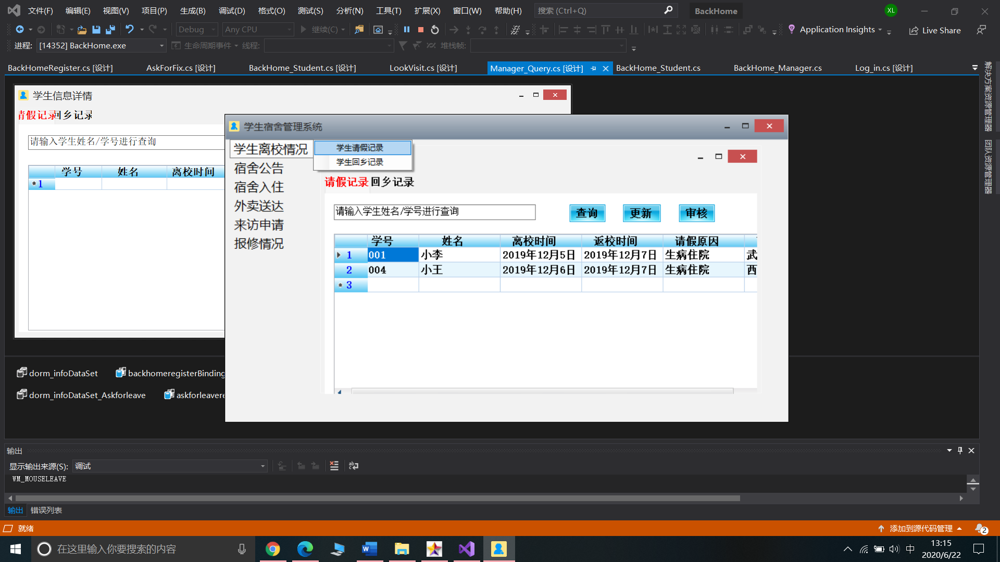 文件(F) 编辑(E) 视图(V) 项目(P) 生成(B) 调试(D) 格式(O) 测试(S) 分析(N) 工具(T) 扩展(X) 窗口(W) 帮助(H) 搜索 (Ctrl+Q) BackHome XL
Debug Any CPU 继续(C) Application Insights Live Share
进程: [14352] BackHome.exe 生命周期事件 线程: 堆栈帧:
BackHomeRegister.cs [设计] AskForFix.cs [设计] BackHome_Student.cs [设计] LookVisit.cs [设计] Manager_Query.cs [设计] BackHome_Student.cs BackHome_Manager.cs Log_in.cs [设计]
解决方案资源管理器
团队资源管理器
学生信息详情
请假记录 回乡记录
请输入学生姓名/学号进行查询
学号 姓名 离校时间
*1
学生宿舍管理系统
学生离校情况
宿舍公告
宿舍入住
外卖送达
来访申请
报修情况
学生请假记录
学生回乡记录
请假记录 回乡记录
请输入学生姓名/学号进行查询 查询 更新 审核
学号 姓名 离校时间 返校时间 请假原因
1 001 小李 2019年12月5日 2019年12月7日 生病住院 武
2 004 小王 2019年12月6日 2019年12月7日 生病住院 西
* 3
dorm_infoDataSet backhomeregisterBinding
dorm_infoDataSet_Askforleave askforleavere
输出
显示输出来源(S): 调试
WM_MOUSELEAVE
输出 错误列表
就绪 添加到源代码管理 2
在这里输入你要搜索的内容 中 13:15
2020/6/22